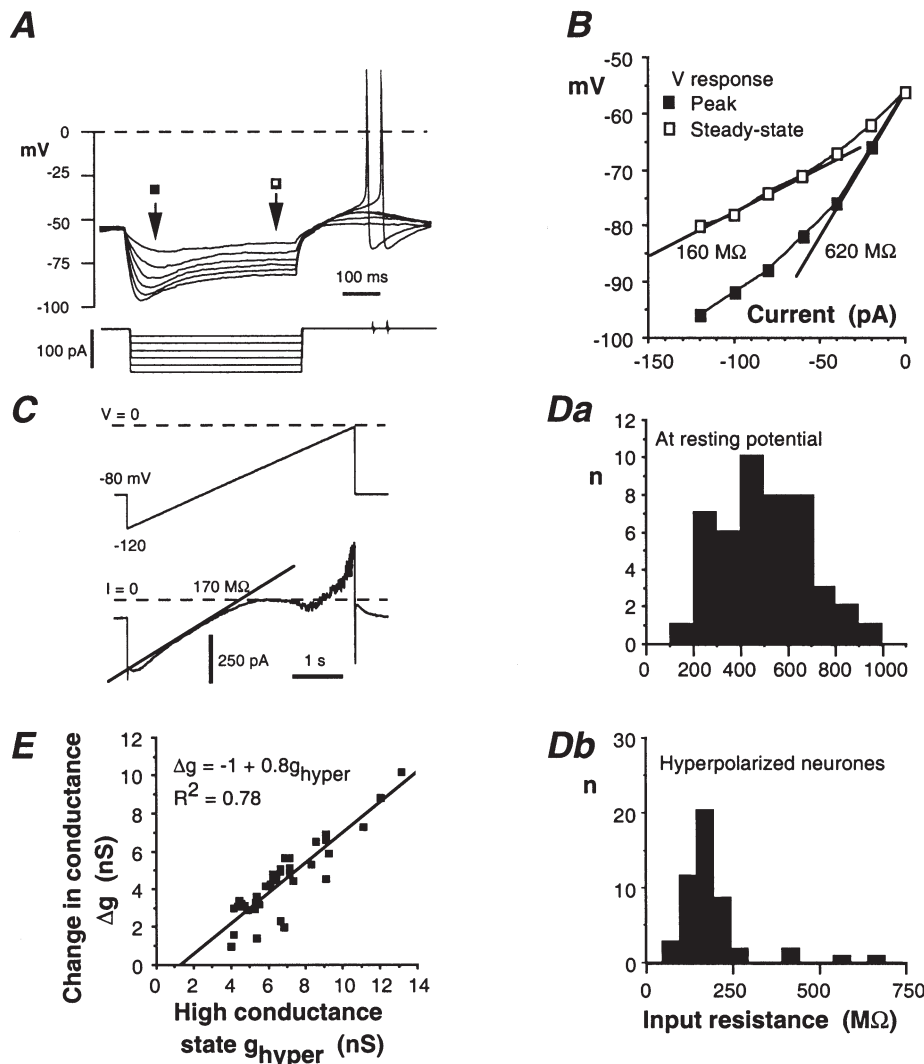 A
0
mV
-25
-50
-75
-100
100 ms
100 pA
B
-50
mV
V response
Peak
Steady-state
-60
-70
-80
-90
-100
160 MΩ
620 MΩ
Current (pA)
-150
-100
-50
0
C
V = 0
-80 mV
-120
I = 0
170 MΩ
250 pA
1 s
Da
12
At resting potential
n
10
8
6
4
2
0
0
200
400
600
800
1000
E
Change in conductance
Δg (nS)
12
10
8
6
4
2
0
Δg = -1 + 0.8g hyper
R² = 0.78
0
2
4
6
8
10
12
14
High conductance
state g hyper (nS)
Db
30
n
Hyperpolarized neurones
20
10
0
0
250
500
750
Input resistance (MΩ)